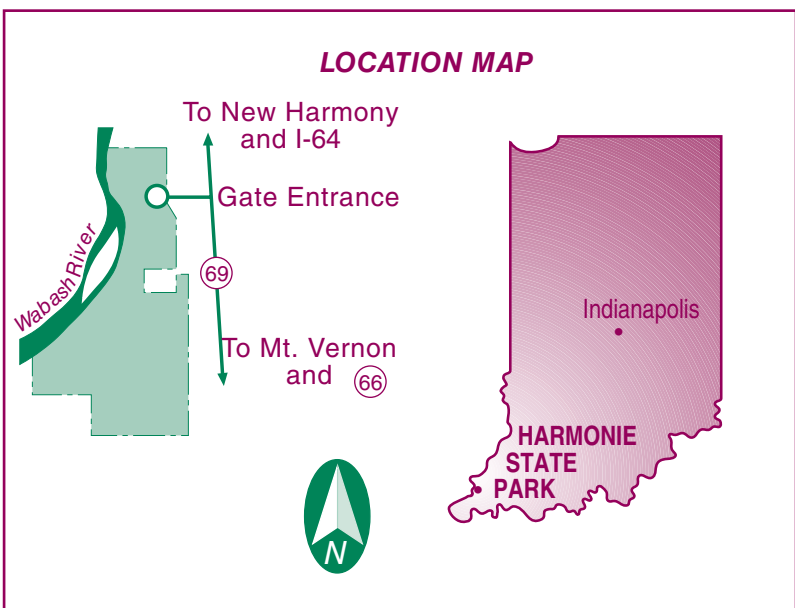 LOCATION MAP
To New Harmony
and I-64
Gate Entrance
Wabash River
69
To Mt. Vernon
and 66
Indianapolis
HARMONIE
STATE
PARK
N